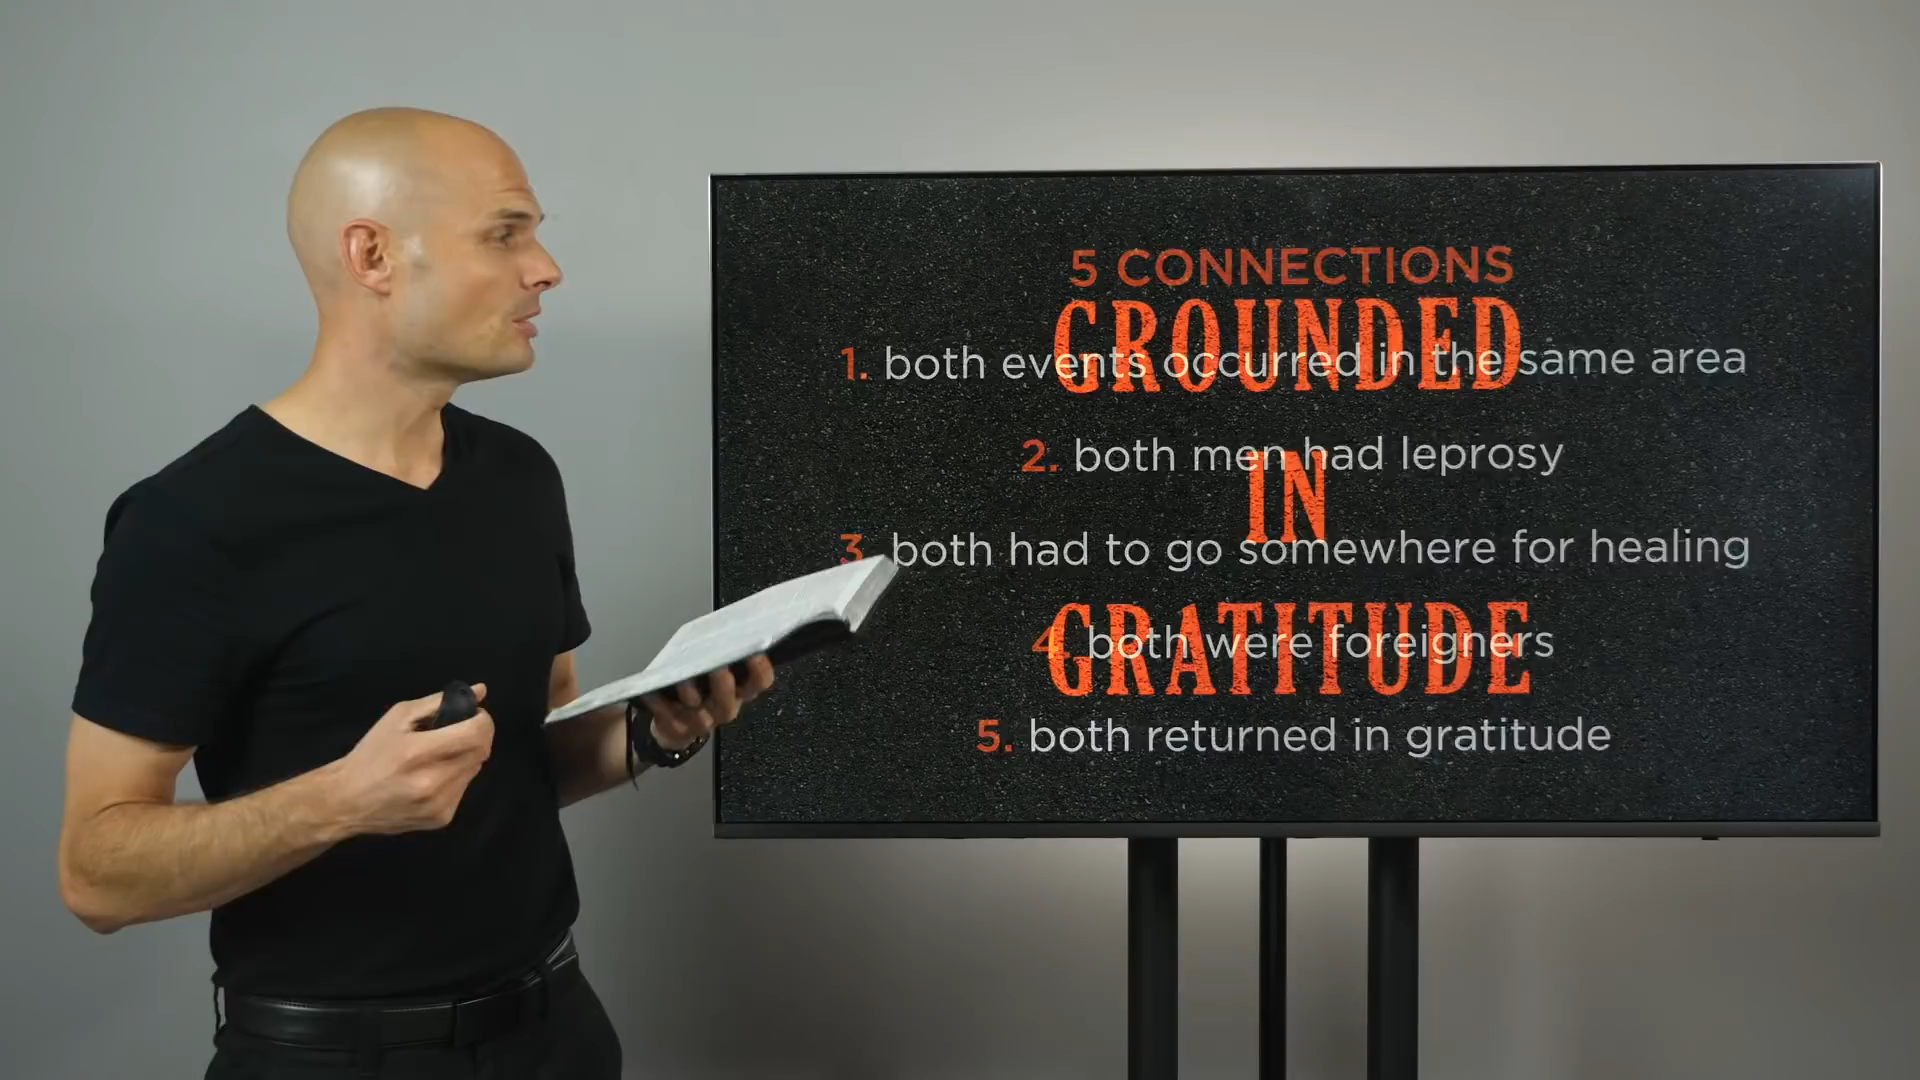 5 CONNECTIONS
GROUNDED
1. both events occurred in the same area
2. both men had leprosy
IN
3. both had to go somewhere for healing
GRATITUDE
4. both were foreigners
5. both returned in gratitude